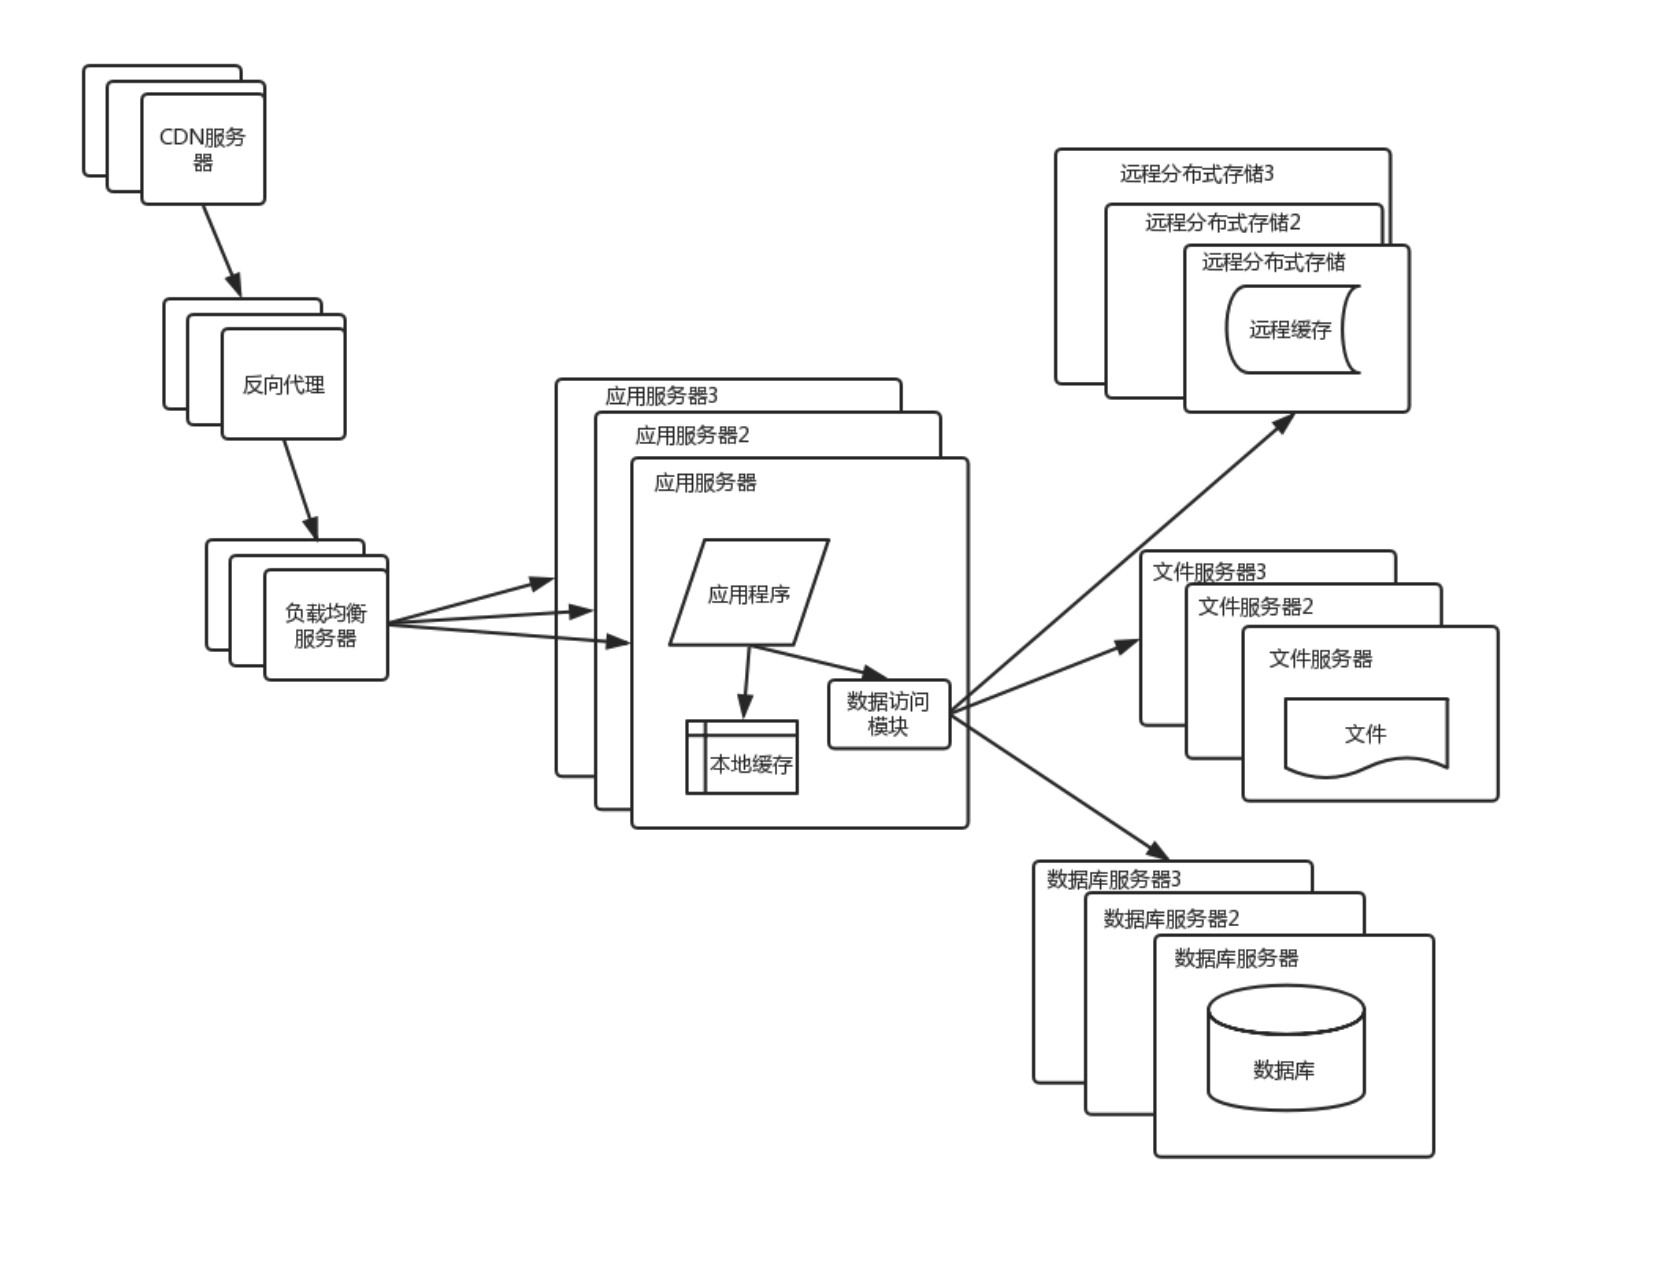 CDN服务
器
反向代理
负载均衡
服务器
应用服务器3
应用服务器2
应用服务器
应用程序
本地缓存
数据访问
模块
远程分布式存储3
远程分布式存储2
远程分布式存储
远程缓存
文件服务器3
文件服务器2
文件服务器
文件
数据库服务器3
数据库服务器2
数据库服务器
数据库